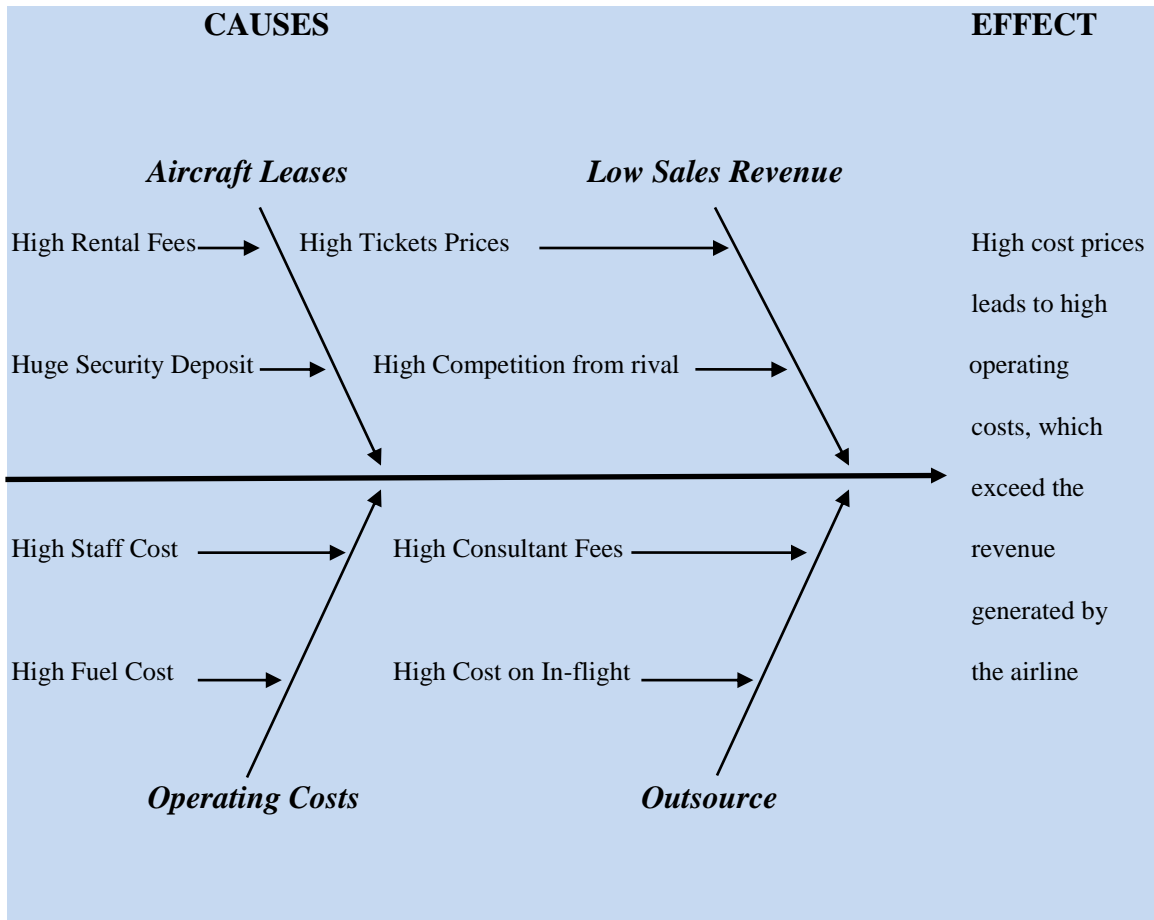 CAUSES
EFFECT
Aircraft Leases
Low Sales Revenue
High Rental Fees
High Tickets Prices
Huge Security Deposit
High Competition from rival
High Staff Cost
High Consultant Fees
High Fuel Cost
High Cost on In-flight
Operating Costs
Outsource
High cost prices
leads to high
operating
costs, which
exceed the
revenue
generated by
the airline